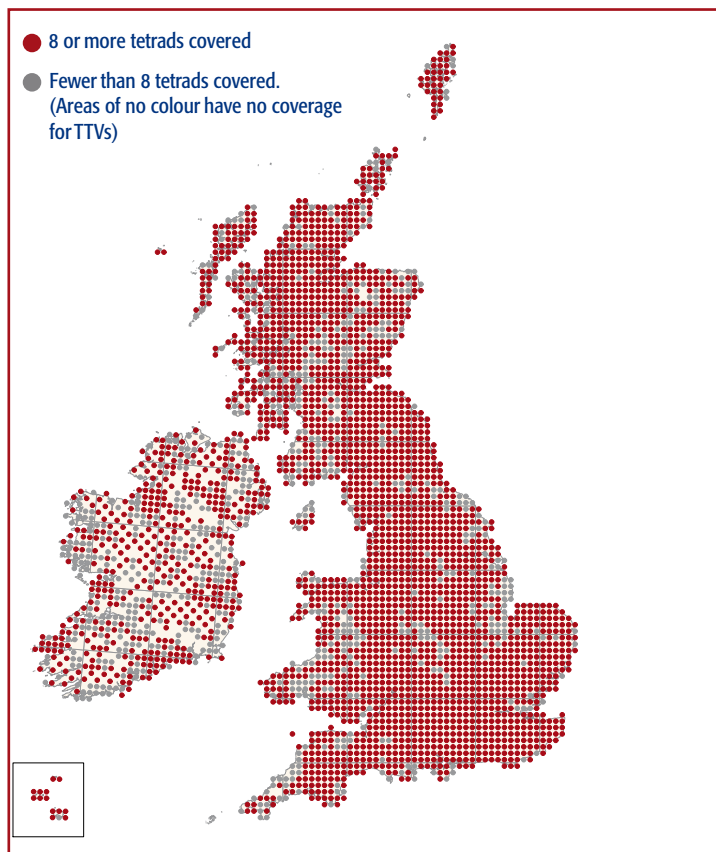 8 or more tetrads covered
Fewer than 8 tetrads covered.
(Areas of no colour have no coverage
for TTVs)